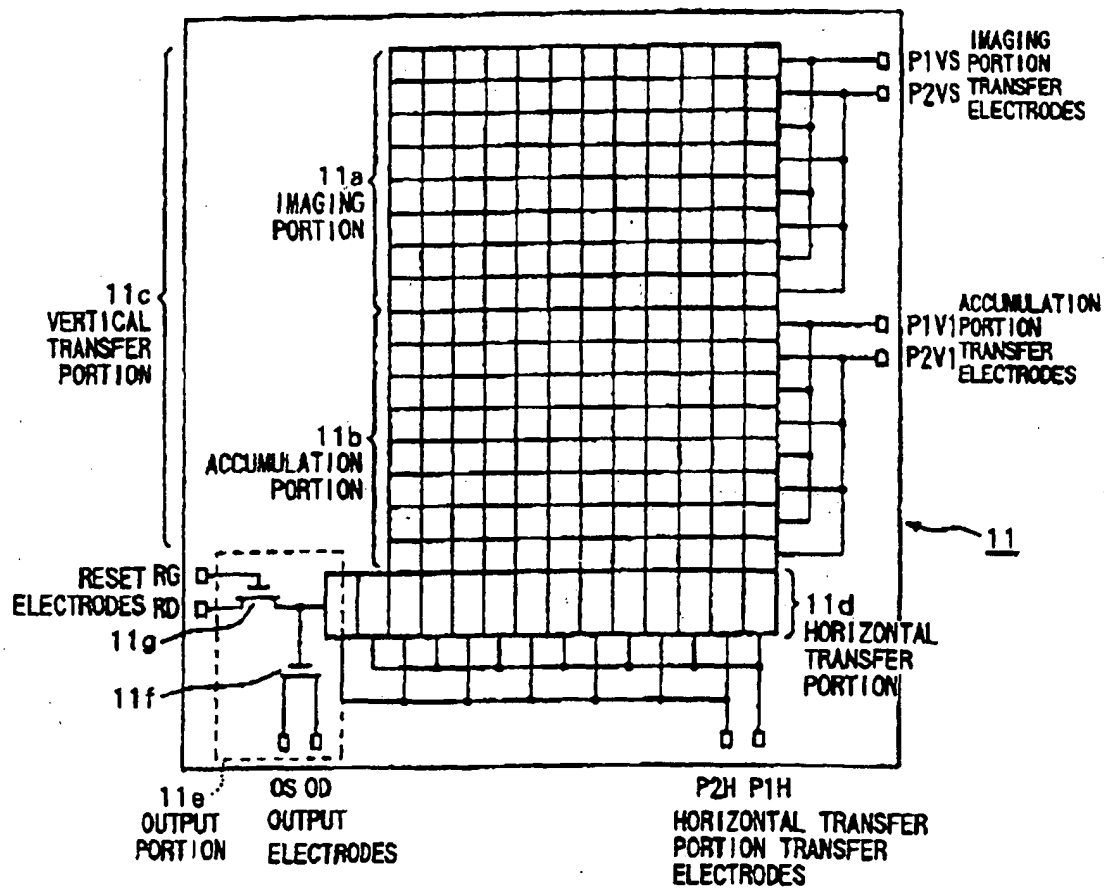 P1VS IMAGING
PORTION
P2VS TRANSFER
ELECTRODES
11a
IMAGING
PORTION
11c
VERTICAL
TRANSFER
PORTION
P1V1 ACCUMULATION
PORTION
P2V1 TRANSFER
ELECTRODES
11b
ACCUMULATION
PORTION
11
RESET RG
ELECTRODES RD
11g
11d
HORIZONTAL
TRANSFER
PORTION
11f
11e
OUTPUT
PORTION
OS OD
OUTPUT
ELECTRODES
P2H P1H
HORIZONTAL TRANSFER
PORTION TRANSFER
ELECTRODES